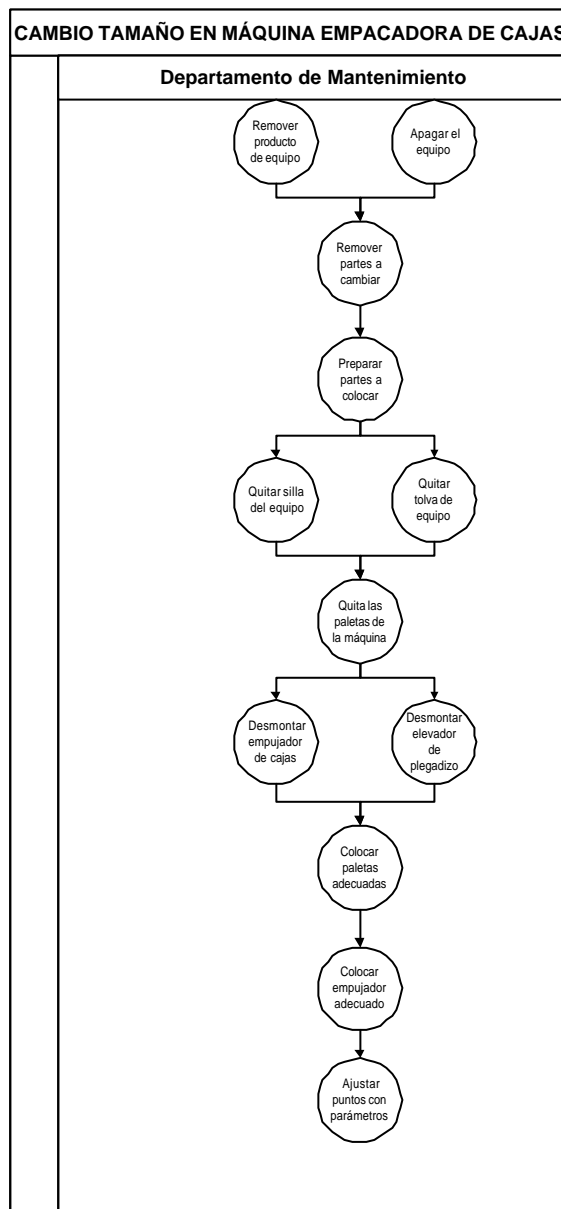 CAMBIO TAMAÑO EN MÁQUINA EMPACADORA DE CAJAS
Departamento de Mantenimiento
Remover
producto
de equipo
Apagar el
equipo
Remover
partes a
cambiar
Preparar
partes a
colocar
Quitar silla
del equipo
Quitar
tolva de
equipo
Quita las
paletas de
la máquina
Desmontar
empujador
de cajas
Desmontar
elevador
de
plegadizo
Colocar
paletas
adecuadas
Colocar
empujador
adecuado
Ajustar
puntos con
parámetros